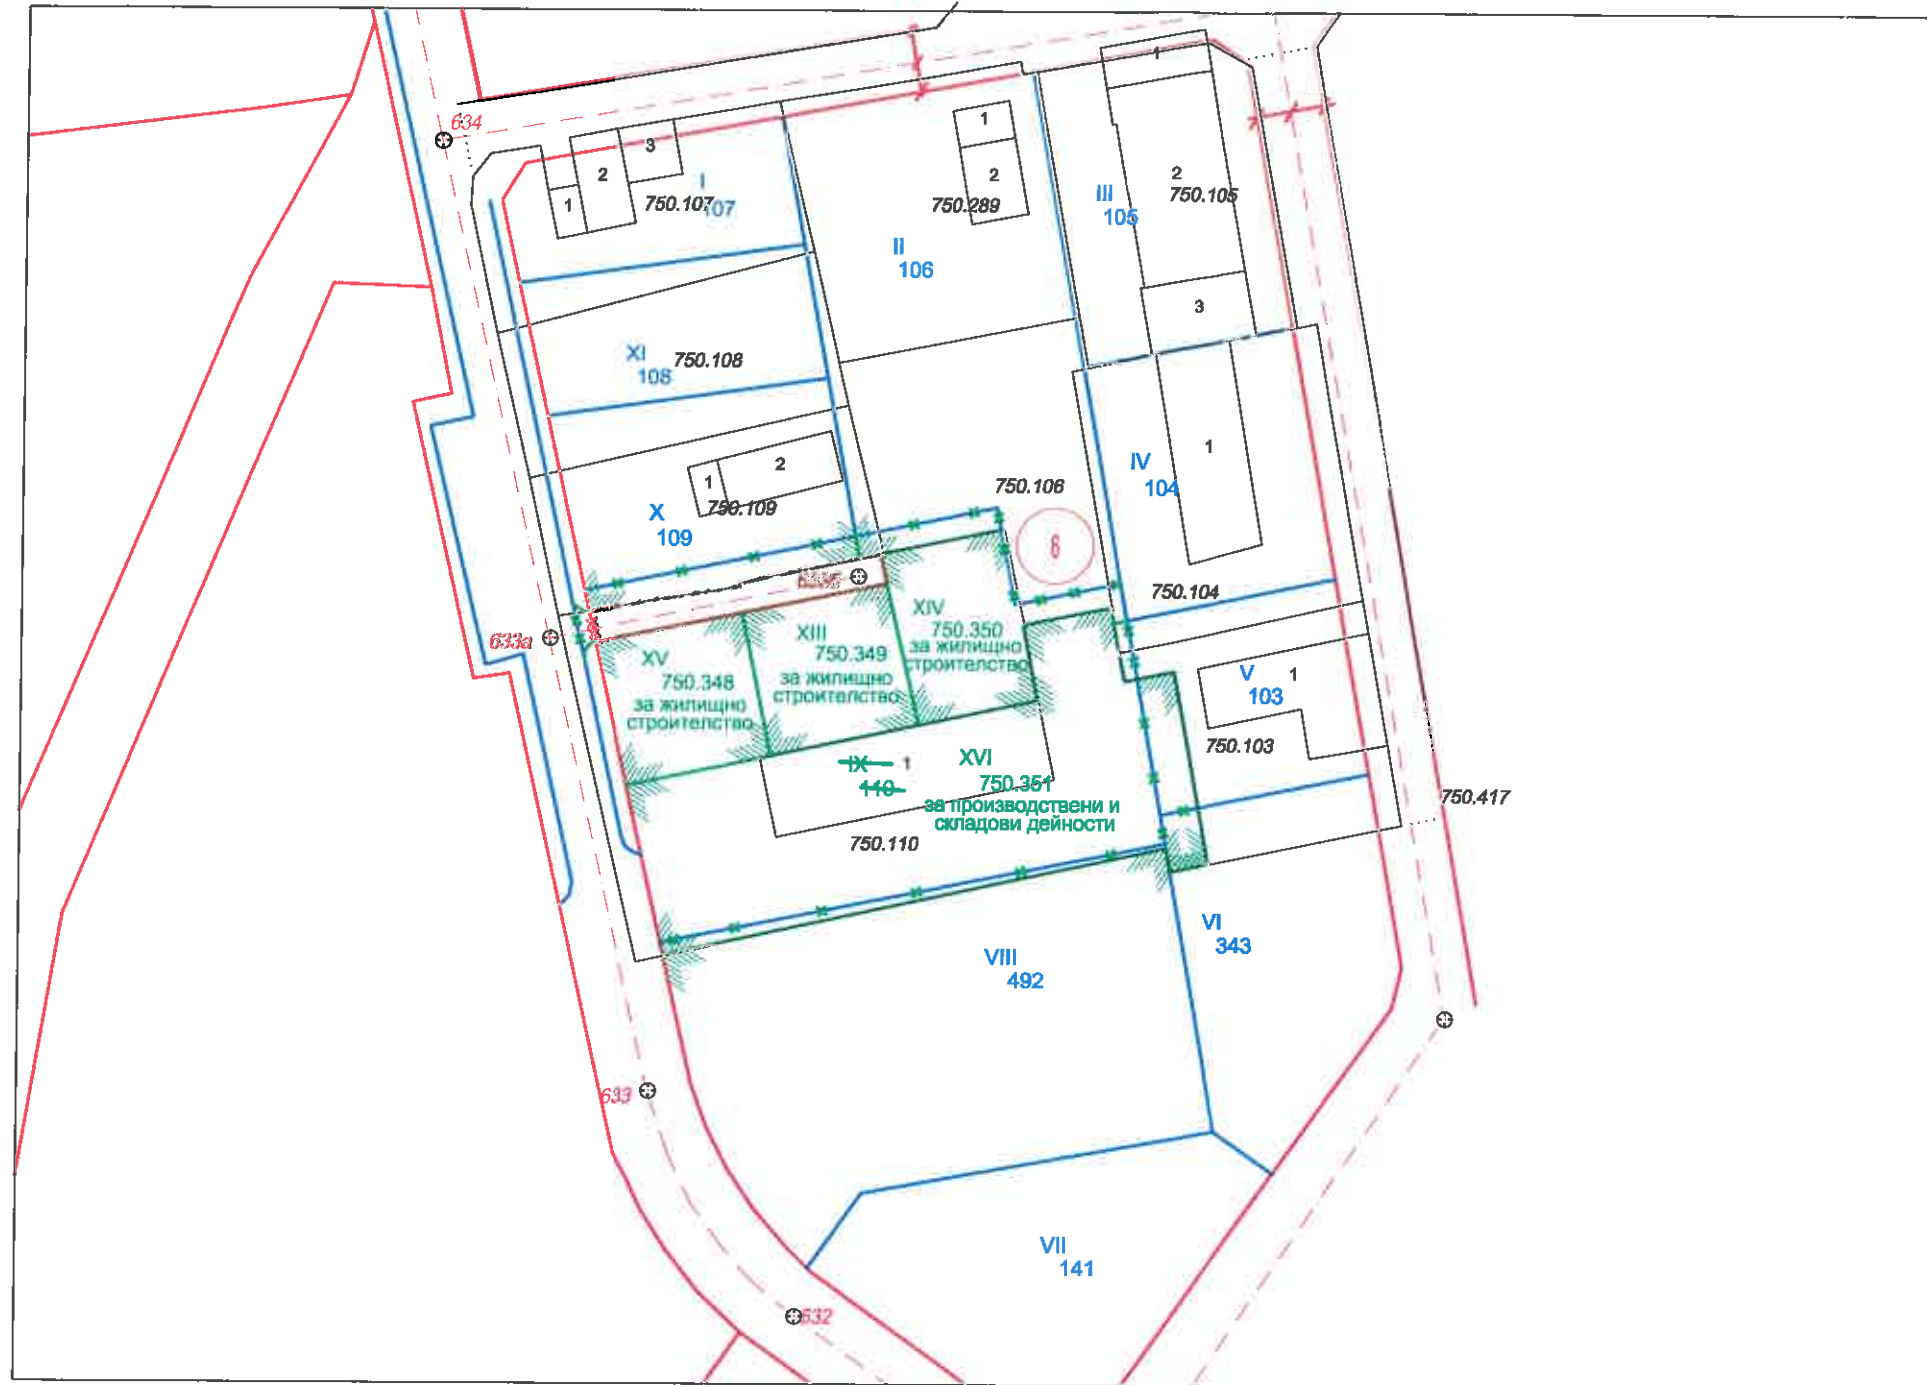 634
1
3
2
1
I
107
750.107
1
2
750.289
II
106
1
2
III
105
750.105
3
XI
108
750.108
2
1
X
109
750.109
750.106
6
IV
104
1
750.104
633a
XIV
750.350
за жилищно
строителство
XIII
750.349
за жилищно
строителство
XV
750.348
за жилищно
строителство
V
103
1
750.103
IX
110
1
XVI
750.351
за производствени и
складови дейности
750.110
750.417
VI
343
VIII
492
633
VII
141
632